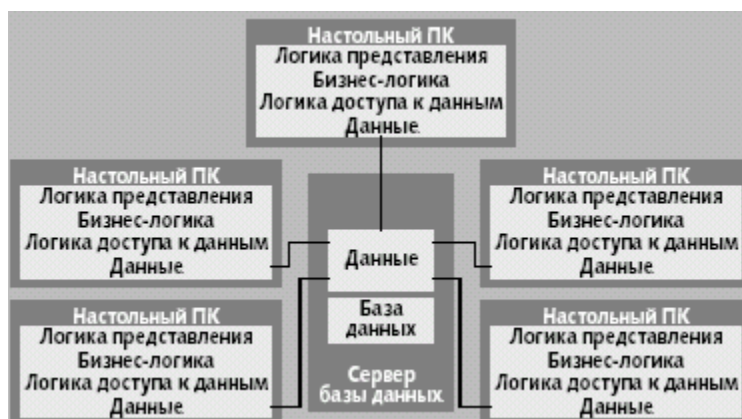 Настольный ПК
Логика представления
Бизнес-логика
Логика доступа к данным
Данные
Настольный ПК
Логика представления
Бизнес-логика
Логика доступа к данным
Данные
Настольный ПК
Логика представления
Бизнес-логика
Логика доступа к данным
Данные
Данные
База
данных
Сервер
базы данных
Настольный ПК
Логика представления
Бизнес-логика
Логика доступа к данным
Данные
Настольный ПК
Логика представления
Бизнес-логика
Логика доступа к данным
Данные